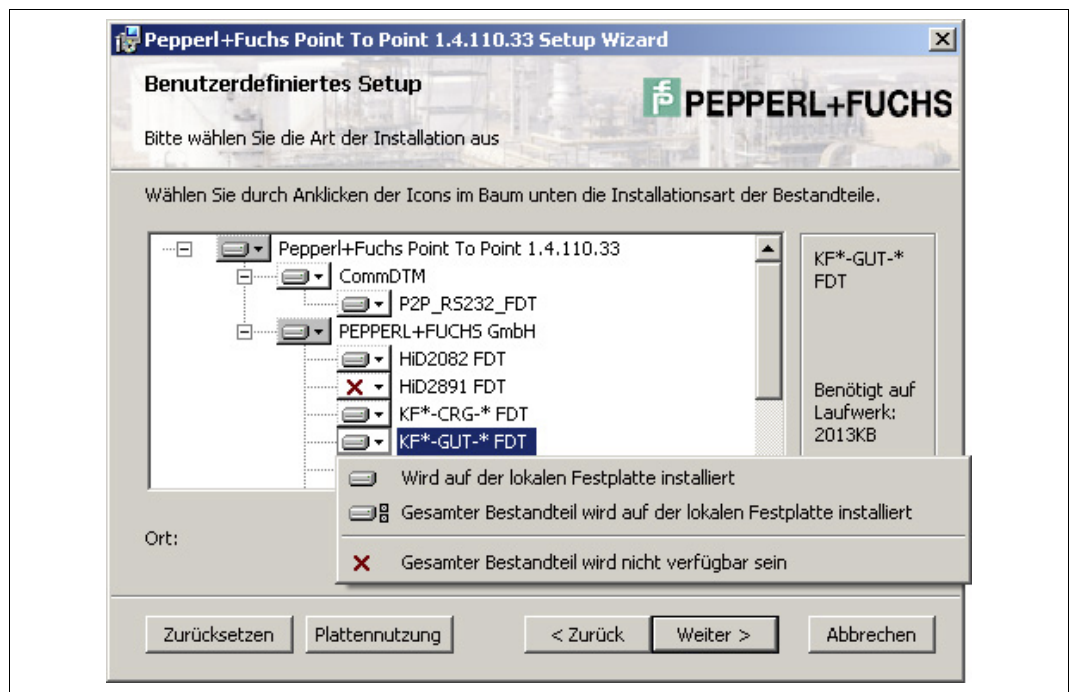 Pepperl+Fuchs Point To Point 1.4.110.33 Setup Wizard
Benutzerdefiniertes Setup
PEPPERL+FUCHS
Bitte wählen Sie die Art der Installation aus
Wählen Sie durch Anklicken der Icons im Baum unten die Installationsart der Bestandteile.
Pepperl+Fuchs Point To Point 1.4.110.33
CommDTM
P2P_RS232_FDT
PEPPERL+FUCHS GmbH
HiD2082 FDT
HiD2891 FDT
KF*-CRG-* FDT
KF*-GUT-* FDT
KF*-GUT-*
FDT
Benötigt auf
Laufwerk:
2013KB
Wird auf der lokalen Festplatte installiert
Gesamter Bestandteil wird auf der lokalen Festplatte installiert
Gesamter Bestandteil wird nicht verfügbar sein
Ort:
Zurücksetzen
Plattennutzung
< Zurück
Weiter >
Abbrechen